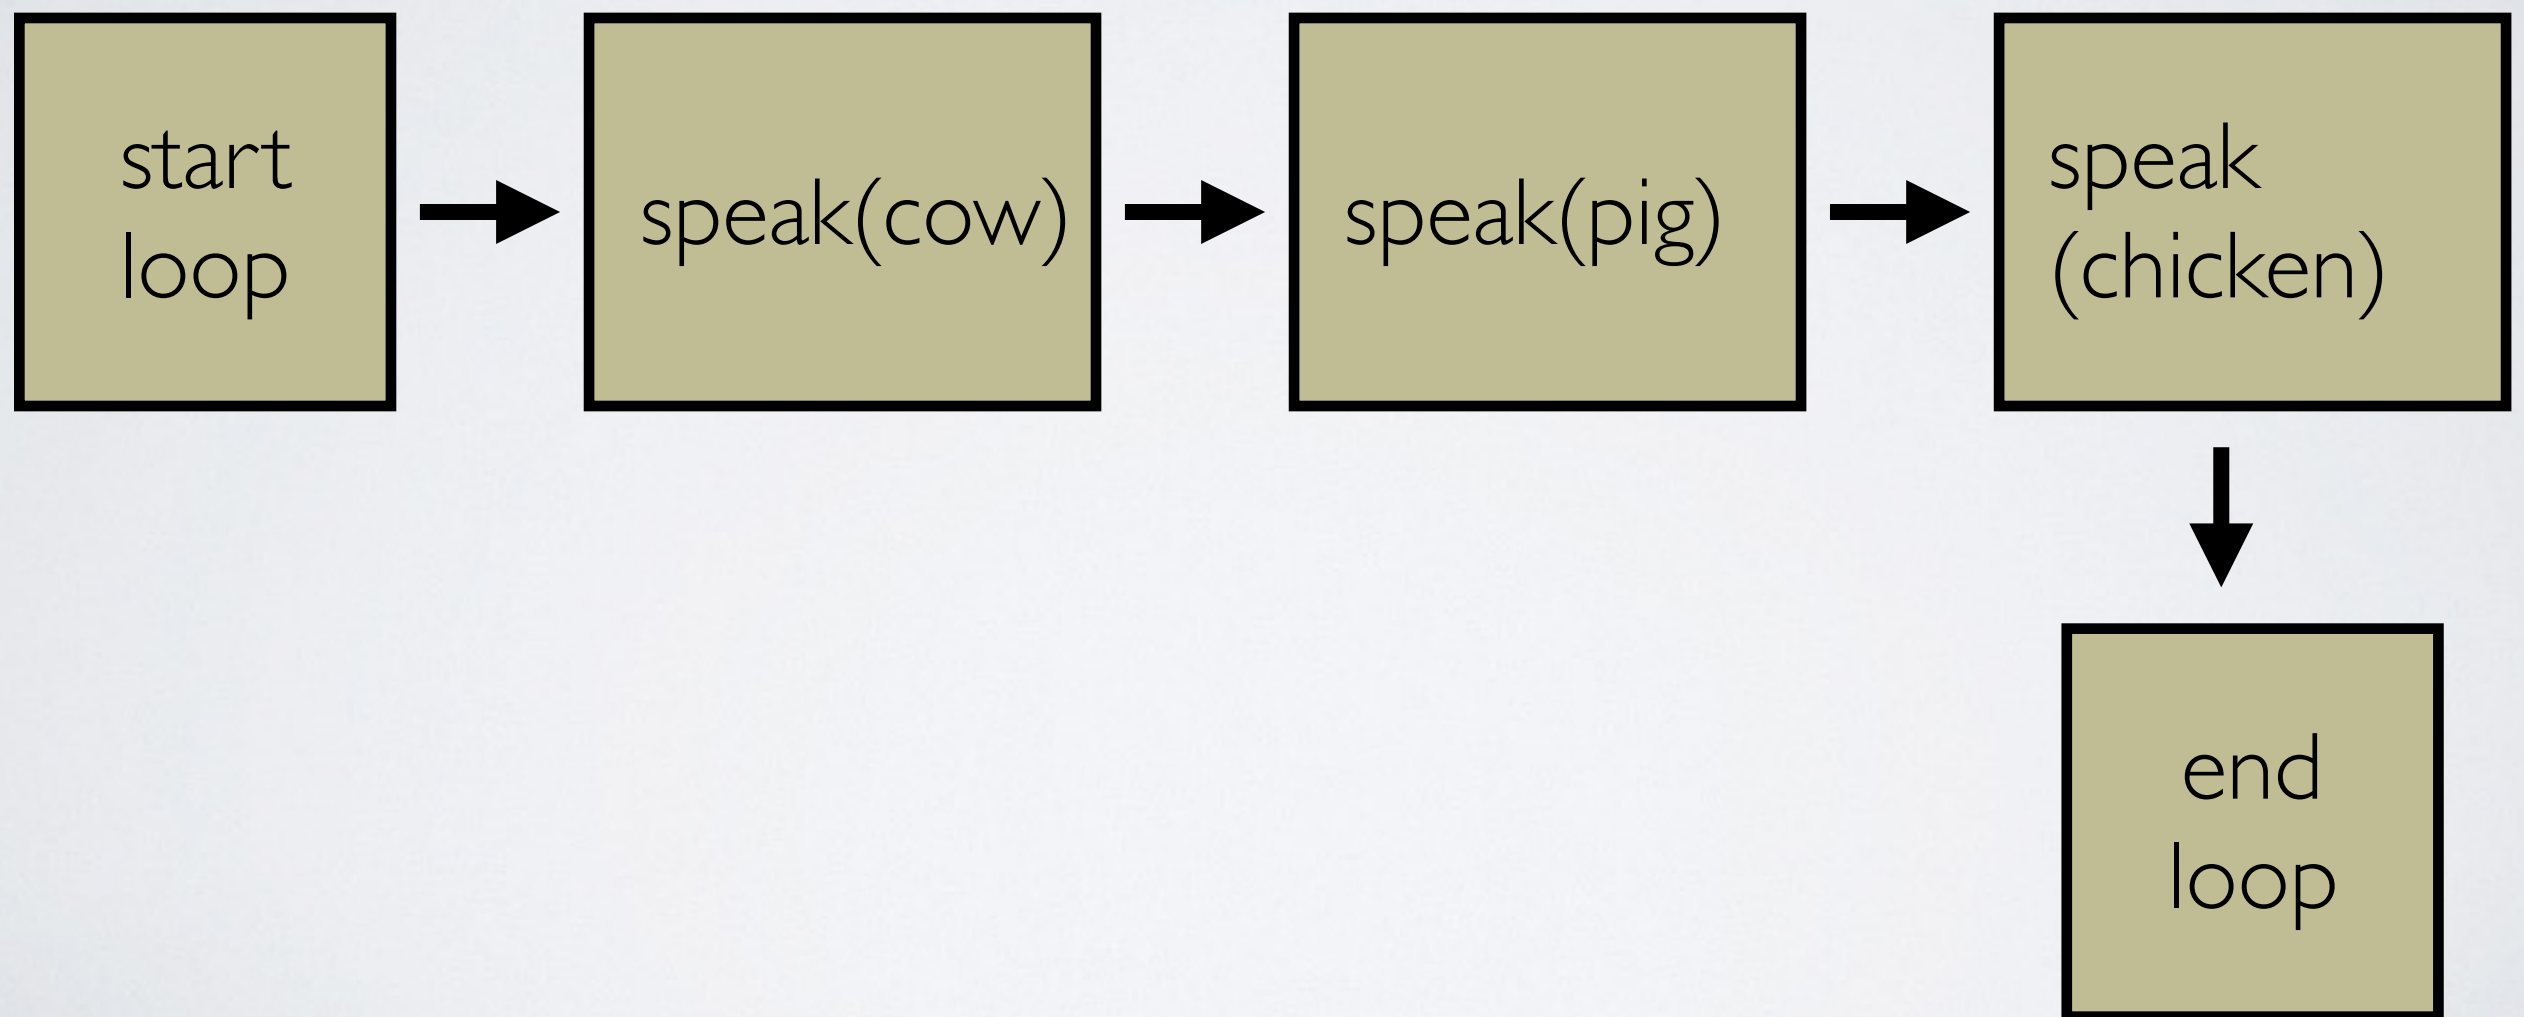 start
loop
speak(cow)
speak(pig)
speak
(chicken)
end
loop